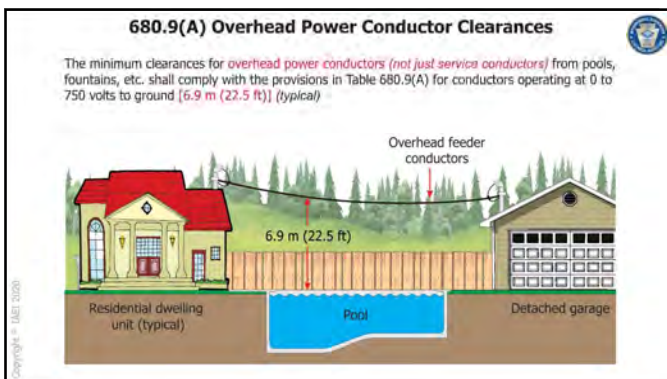 680.9(A) Overhead Power Conductor Clearances
The minimum clearances for overhead power conductors (not just service conductors) from pools,
fountains, etc. shall comply with the provisions in Table 680.9(A) for conductors operating at 0 to
750 volts to ground [6.9 m (22.5 ft)] (typical)
Overhead feeder
conductors
6.9 m (22.5 ft)
Residential dwelling
unit (typical)
Pool
Detached garage
Copyright © IAEI 2020